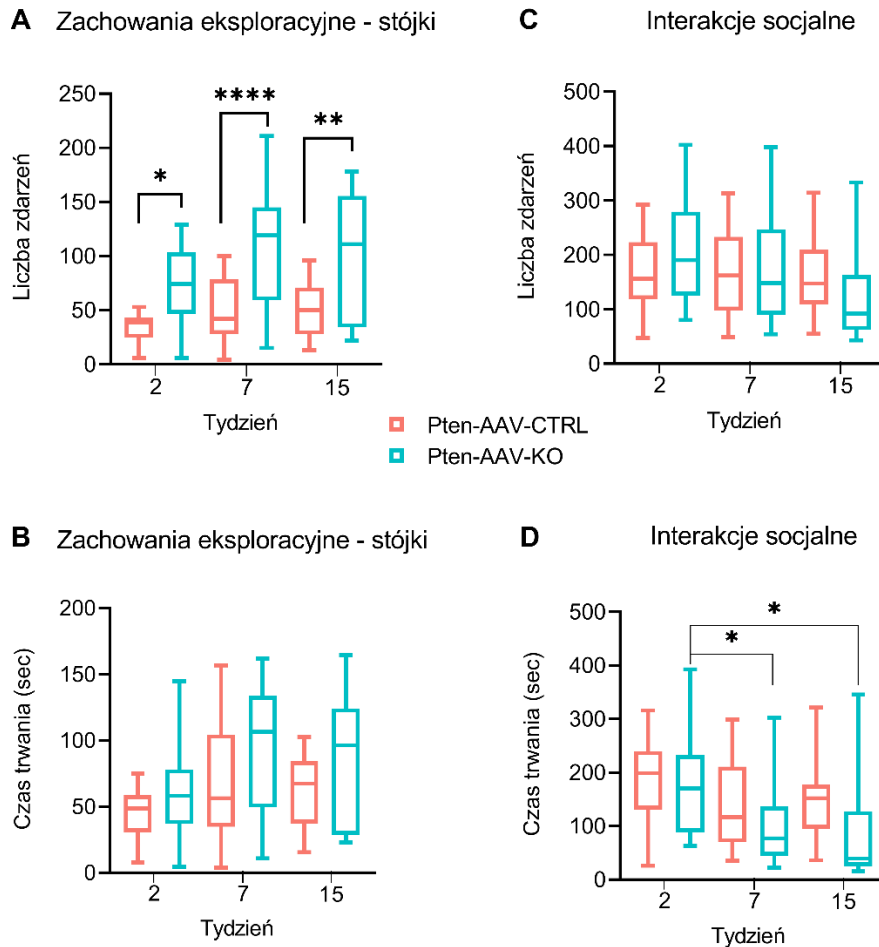 A Zachowania eksploracyjne - stójki
Liczba zdarzeń
250
200
150
100
50
0
*
****
**
2 7 15
Tydzień
C Interakcje socjalne
Liczba zdarzeń
500
400
300
200
100
0
2 7 15
Tydzień
Pten-AAV-CTRL
Pten-AAV-KO
B Zachowania eksploracyjne - stójki
Czas trwania (sec)
200
150
100
50
0
2 7 15
Tydzień
D Interakcje socjalne
Czas trwania (sec)
500
400
300
200
100
0
*
*
2 7 15
Tydzień